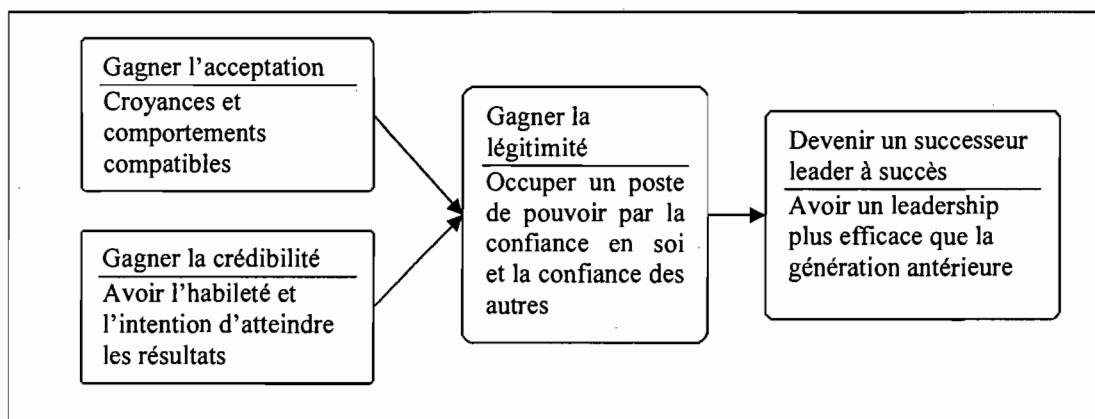 Gagner l'acceptation
Croyances et
comportements
compatibles
Gagner la crédibilité
Avoir l'habileté et
l'intention d'atteindre
les résultats
Gagner la
légitimité
Occuper un poste
de pouvoir par la
confiance en soi
et la confiance des
autres
Devenir un successeur
leader à succès
Avoir un leadership
plus efficace que la
génération antérieure